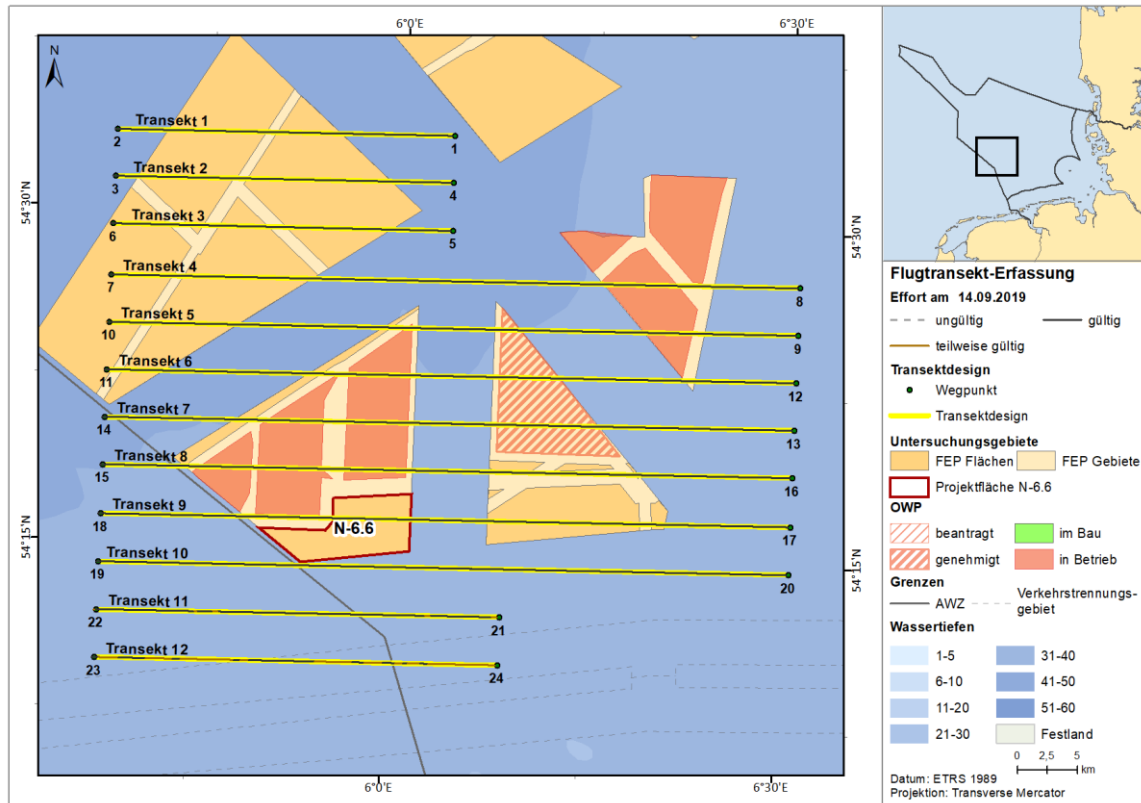 6°0'E
6°30'E
N
Transekt 1
2
1
Transekt 2
3
4
54°30'N
Transekt 3
6
5
54°30'N
Transekt 4
7
8
Transekt 5
10
9
Transekt 6
11
12
Transekt 7
14
13
Transekt 8
15
16
Transekt 9
18
17
N-6.6
54°15'N
Transekt 10
19
20
54°15'N
Transekt 11
22
21
Transekt 12
23
24
6°0'E
6°30'E
Flugtransekt-Erfassung
Effort am 14.09.2019
ungültig
gültig
teilweise gültig
Transektdesign
Wegpunkt
Transektdesign
Untersuchungsgebiete
FEP Flächen
FEP Gebiete
Projektfläche N-6.6
OWP
beantragt
im Bau
genehmigt
in Betrieb
Grenzen
AWZ
Verkehrstrennungs-
gebiet
Wassertiefen
1-5
31-40
6-10
41-50
11-20
51-60
21-30
Festland
0 2,5 5
km
Datum: ETRS 1989
Projektion: Transverse Mercator